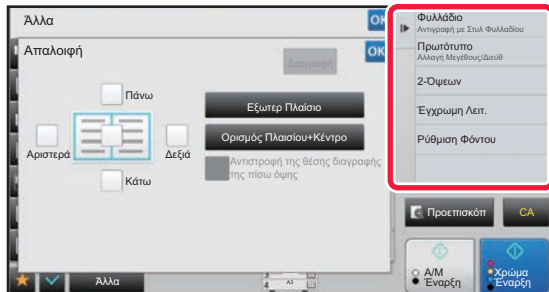 Άλλα
OK
Απαλοιφή
OK
Διαγραφή
Πάνω
Εξωτερ Πλαίσιο
Ορισμός Πλαισίου+Κέντρο
Αριστερά
Δεξιά
Αντιστροφή της θέσης διαγραφής
της πίσω όψης
Κάτω
Φυλλάδιο
Αντιγραφή με Στυλ Φυλλαδίου
Πρωτότυπο
Αλλαγή Μεγέθους/Διεύθ
2-Όψεων
Έγχρωμη Λειτ.
Ρύθμιση Φόντου
Προεπισκόπ
CA
A/M
Έναρξη
Χρώμα
Έναρξη
Άλλα
4
A3